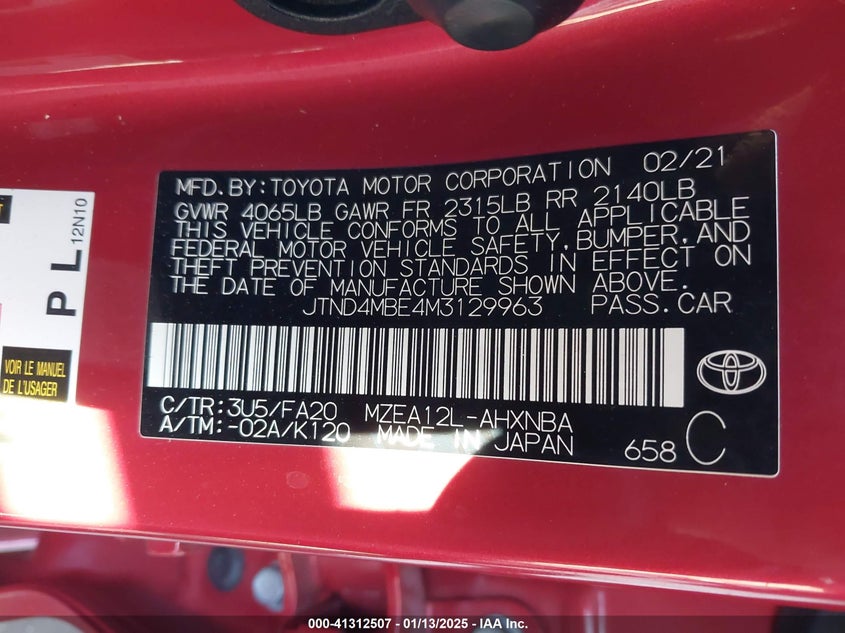 MFD. BY: TOYOTA MOTOR CORPORATION 02/21
GVWR 4065LB GAWR FR 2315LB RR 2140LB
THIS VEHICLE CONFORMS TO ALL APPLICABLE
FEDERAL MOTOR VEHICLE SAFETY, BUMPER, AND
THEFT PREVENTION STANDARDS IN EFFECT ON
THE DATE OF MANUFACTURE SHOWN ABOVE.
JTND4MBE4M3129963 PASS.CAR
C/TR: 3U5/FA20 MZEA12L-AHXNBA
A/TM: -02A/K120 MADE IN JAPAN
658 C
P L 12N10
VOIR LE MANUEL
DE L'USAGER
000-41312507 - 01/13/2025 - IAA Inc.